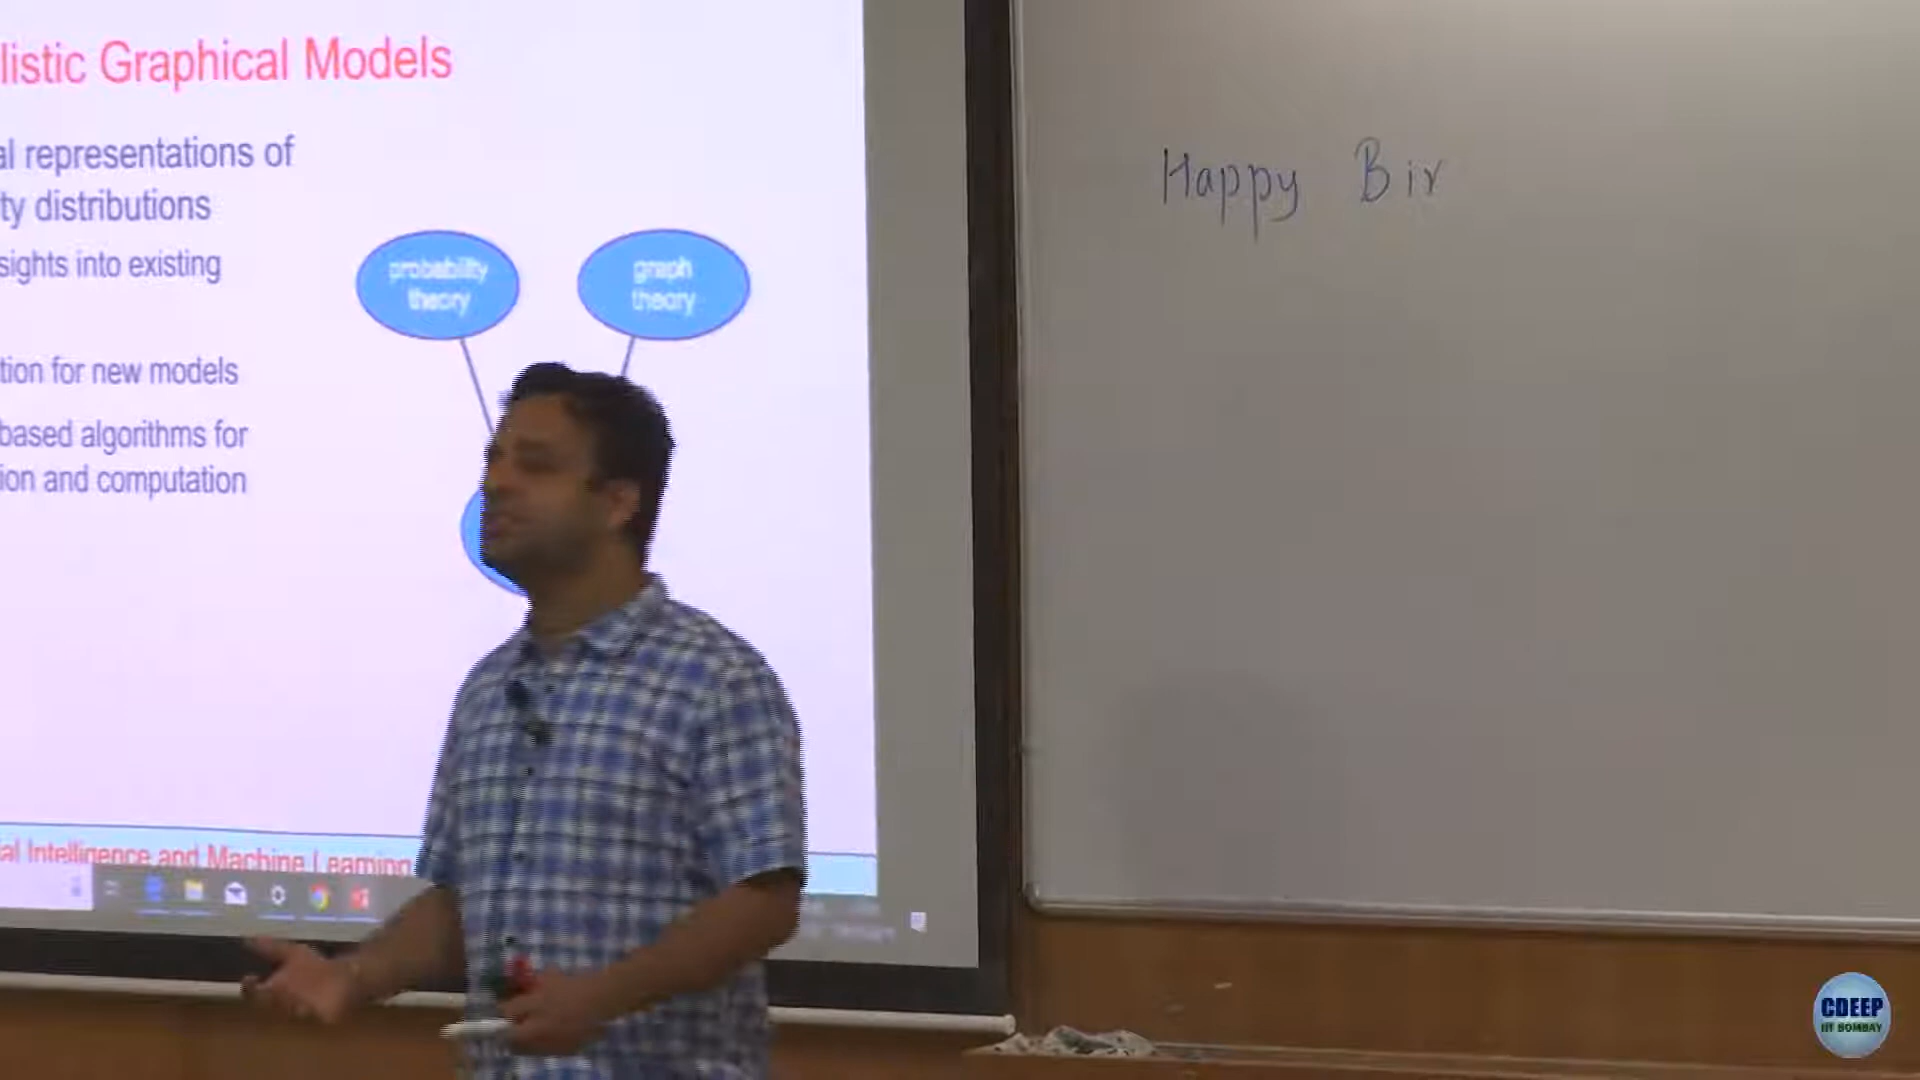 listic Graphical Models
al representations of
ty distributions
sights into existing
tion for new models
based algorithms for
ion and computation
probability
theory
graph
theory
al Intelligence and Machine Learning
Happy Bir
CDEEP
IIT BOMBAY